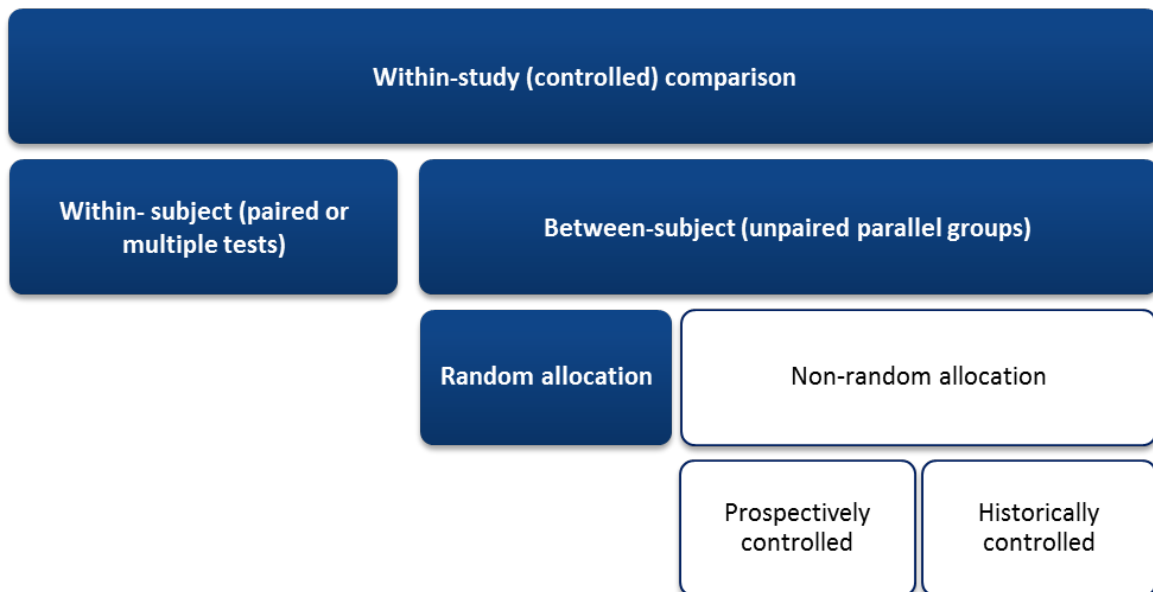 Within-study (controlled) comparison
Within- subject (paired or
multiple tests)
Between-subject (unpaired parallel groups)
Random allocation
Non-random allocation
Prospectively
controlled
Historically
controlled